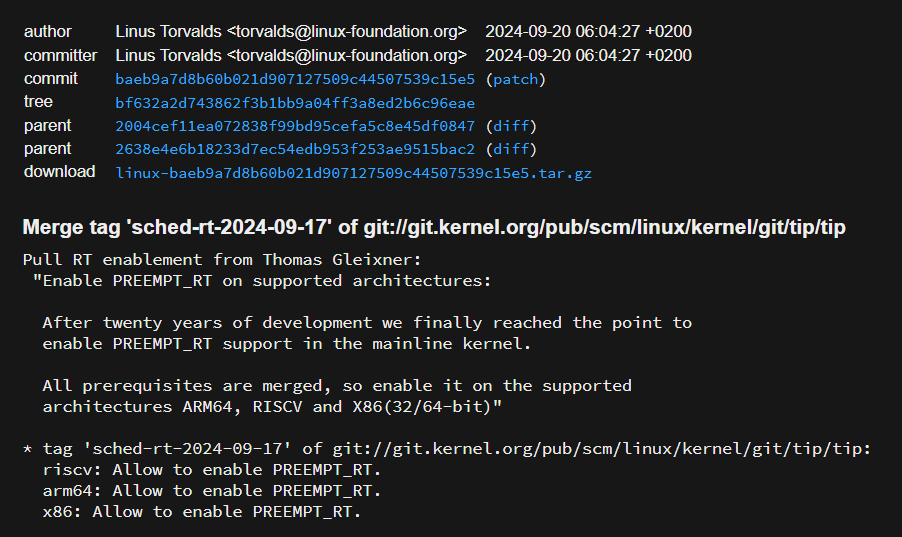 author Linus Torvalds <torvalds@linux-foundation.org> 2024-09-20 06:04:27 +0200
committer Linus Torvalds <torvalds@linux-foundation.org> 2024-09-20 06:04:27 +0200
commit baeb9a7d8b60b021d907127509c44507539c15e5 (patch)
tree bf632a2d743862f3b1bb9a04ff3a8ed2b6c96eae
parent 2004cef11ea072838f99bd95cefa5c8e45df0847 (diff)
parent 2638e4e6b18233d7ec54edb953f253ae9515bac2 (diff)
download linux-baeb9a7d8b60b021d907127509c44507539c15e5.tar.gz
Merge tag 'sched-rt-2024-09-17' of git://git.kernel.org/pub/scm/linux/kernel/git/tip/tip
Pull RT enablement from Thomas Gleixner:
"Enable PREEMPT_RT on supported architectures:
After twenty years of development we finally reached the point to
enable PREEMPT_RT support in the mainline kernel.
All prerequisites are merged, so enable it on the supported
architectures ARM64, RISCV and X86(32/64-bit)"
* tag 'sched-rt-2024-09-17' of git://git.kernel.org/pub/scm/linux/kernel/git/tip/tip:
riscv: Allow to enable PREEMPT_RT.
arm64: Allow to enable PREEMPT_RT.
x86: Allow to enable PREEMPT_RT.